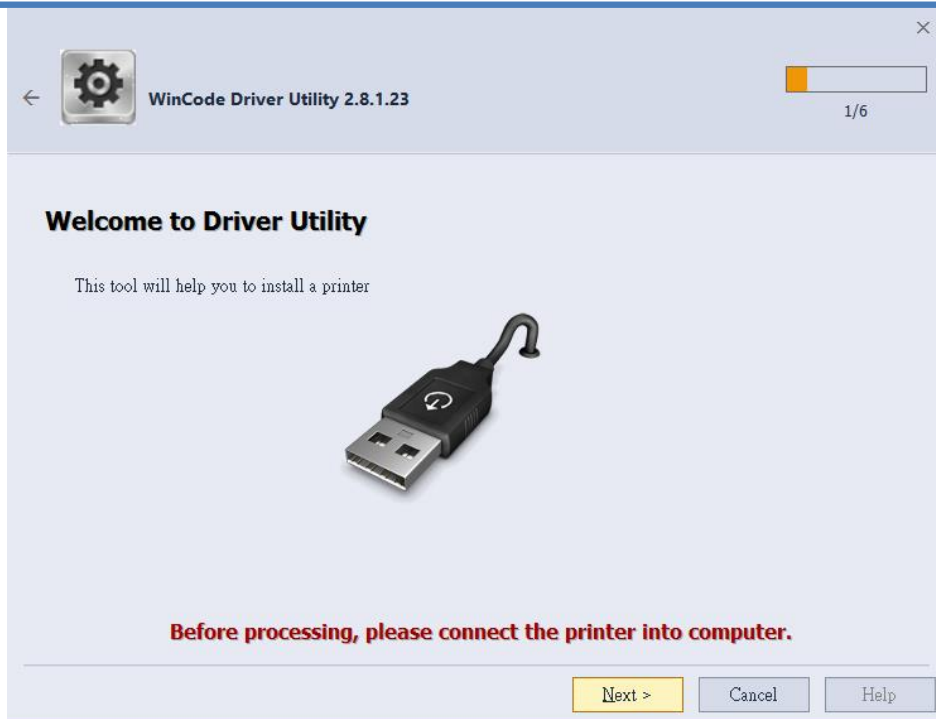 WinCode Driver Utility 2.8.1.23
1/6
Welcome to Driver Utility
This tool will help you to install a printer
Before processing, please connect the printer into computer.
Next >
Cancel
Help